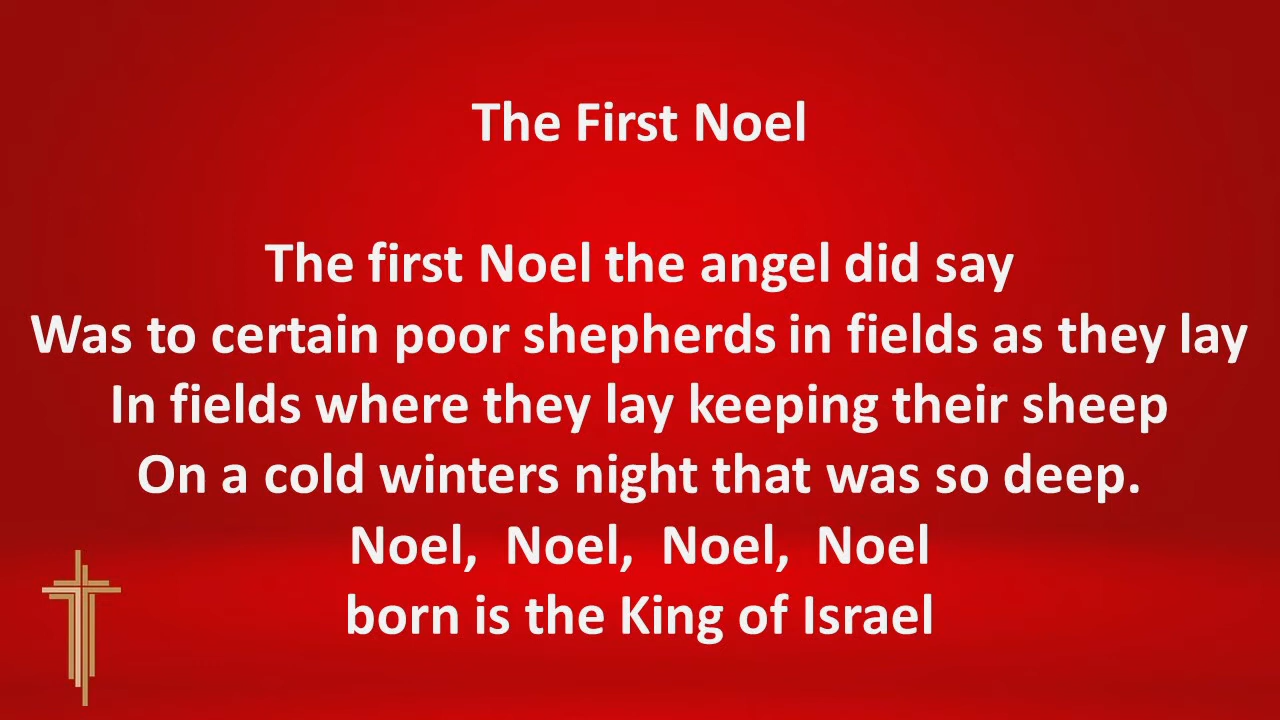 The First Noel
The first Noel the angel did say
Was to certain poor shepherds in fields as they lay
In fields where they lay keeping their sheep
On a cold winters night that was so deep.
Noel,  Noel,  Noel,  Noel
born is the King of Israel